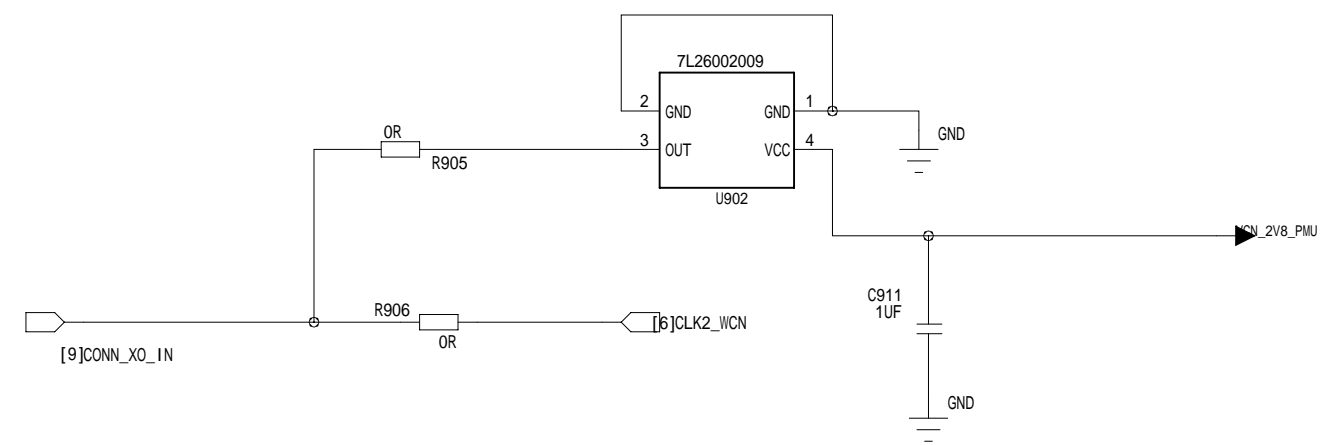 7L26002009
2 GND GND 1
GND
0R
3 OUT VCC 4
R905
U902
_2V8_PMU
C911
1UF
R906
[6]CLK2_WCN
0R
[9]CONN_XO_IN
GND